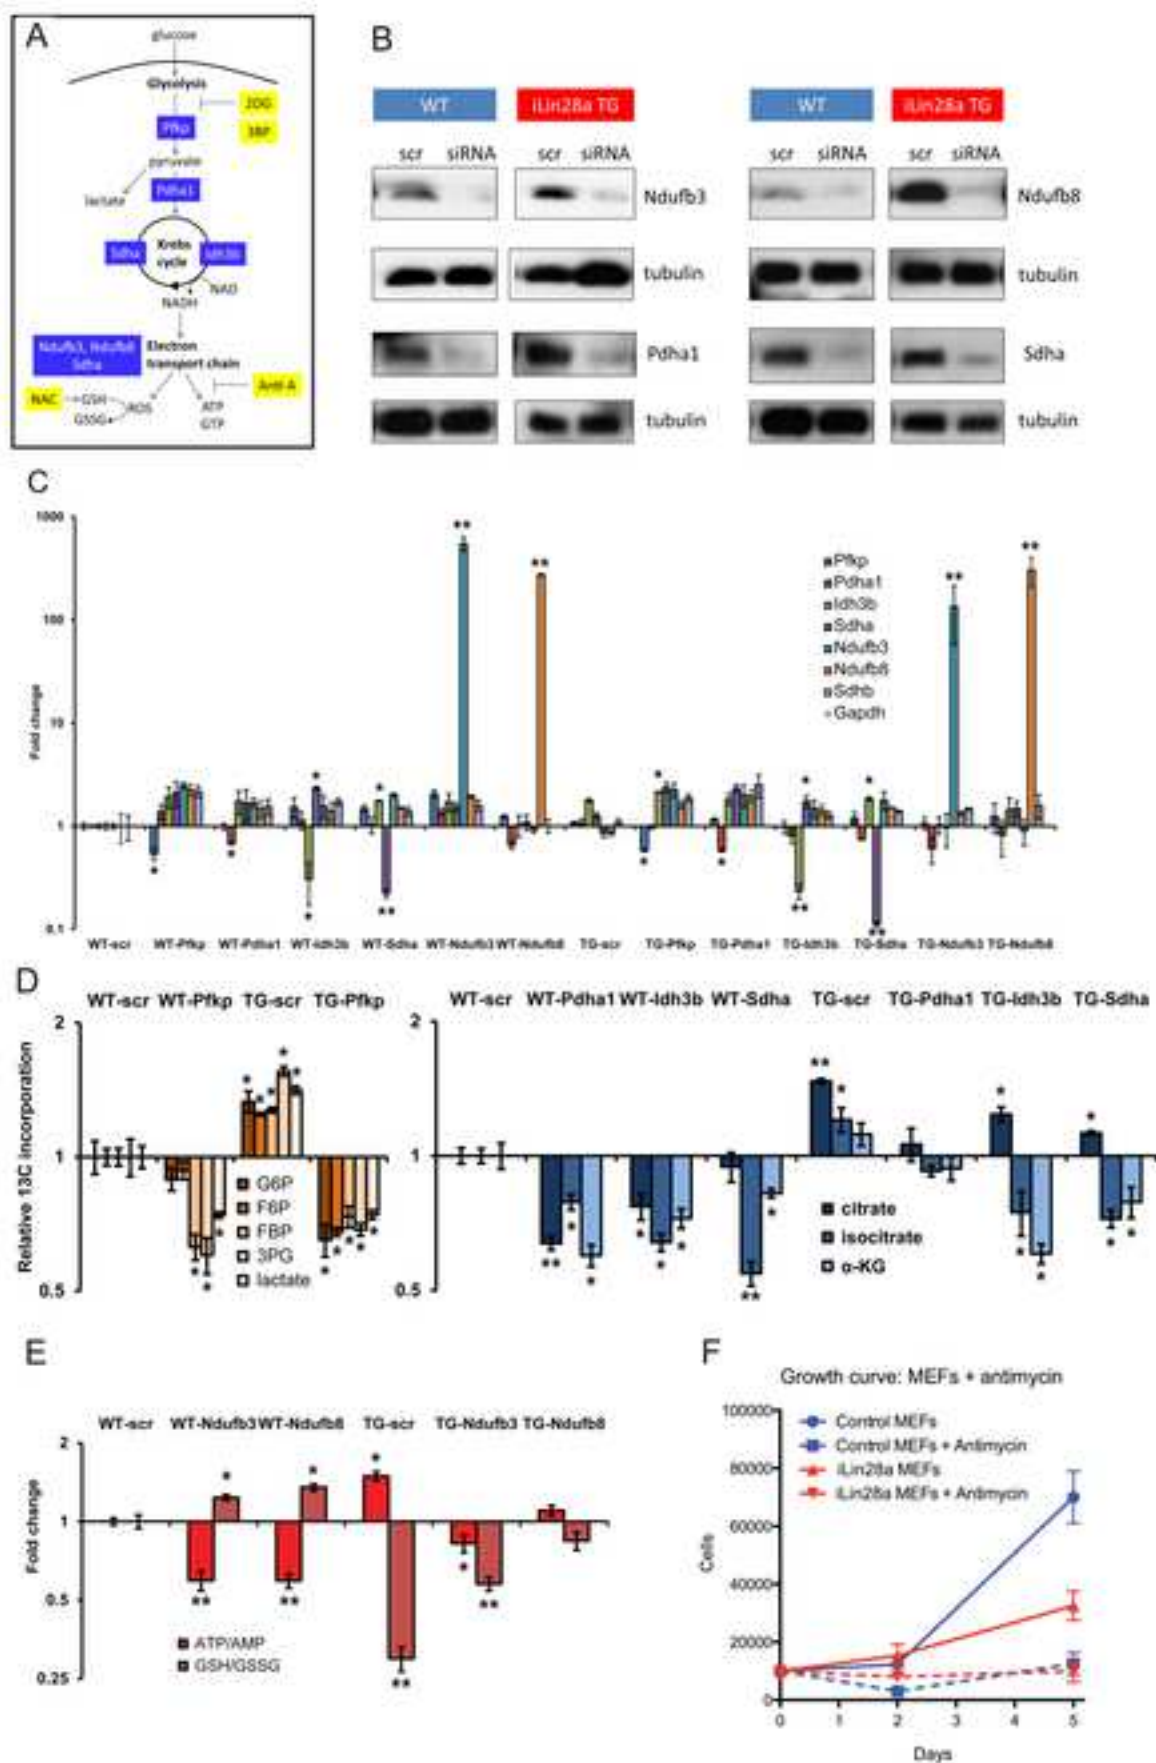 A
glucose
Glycolysis
2DG
Pfkp
3BP
pyruvate
Pdha1
lactate
Sdha
Krebs
cycle
Idh3b
NAD
NADH
Ndufb3, Ndufb8
Sdha
Electron
transport chain
NAC
GSH
GSSG
ROS
ATP
GTP
Anti-A
B
WT
iLin28a TG
WT
iLin28a TG
scr siRNA scr siRNA scr siRNA scr siRNA
Ndufb3
Ndufb8
tubulin
tubulin
Pdha1
Sdha
tubulin
tubulin
C
1000
100
10
1
0.1
Fold change
Pfkp
Pdha1
Idh3b
Sdha
Ndufb3
Ndufb8
Sdhb
Gapdh
WT-scr WT-Pfkp WT-Pdha1 WT-Idh3b WT-Sdha WT-Ndufb3 WT-Ndufb8 TG-scr TG-Pfkp TG-Pdha1 TG-Idh3b TG-Sdha TG-Ndufb3 TG-Ndufb8
D
WT-scr WT-Pfkp TG-scr TG-Pfkp
2
1
0.5
Relative 13C incorporation
G6P
F6P
FBP
3PG
lactate
WT-scr WT-Pdha1 WT-Idh3b WT-Sdha TG-scr TG-Pdha1 TG-Idh3b TG-Sdha
2
1
0.5
citrate
isocitrate
α-KG
E
WT-scr WT-Ndufb3 WT-Ndufb8 TG-scr TG-Ndufb3 TG-Ndufb8
2
1
0.5
0.25
Fold change
ATP/AMP
GSH/GSSG
F
Growth curve: MEFs + antimycin
100000
80000
60000
40000
20000
0
Cells
Control MEFs
Control MEFs + Antimycin
iLin28a MEFs
iLin28a MEFs + Antimycin
0 1 2 3 4 5
Days